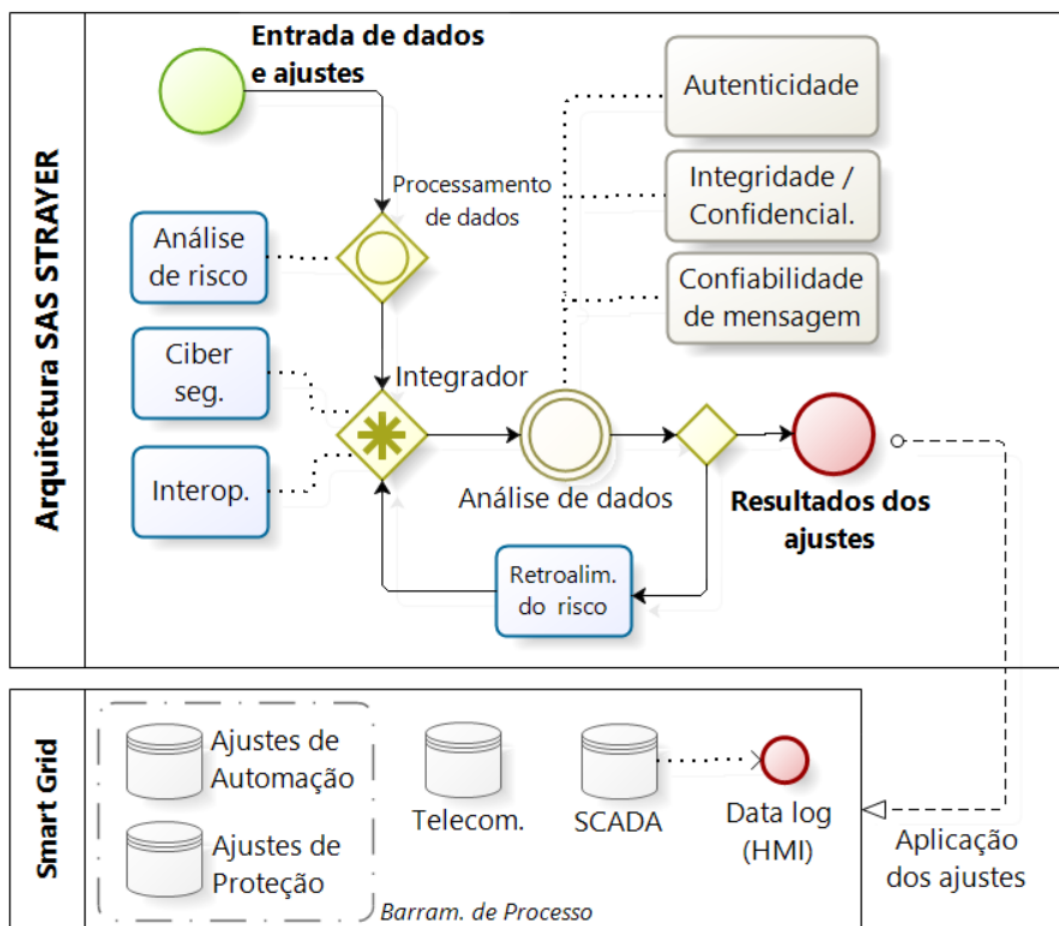 Arquitetura SAS STRAYER
Entrada de dados
e ajustes
Processamento
de dados
Análise
de risco
Ciber
seg.
Interop.
Integrador
Autenticidade
Integridade /
Confidencial.
Confiabilidade
de mensagem
Análise de dados
Resultados dos
ajustes
Retroalim.
do risco
Smart Grid
Ajustes de
Automação
Ajustes de
Proteção
Barram. de Processo
Telecom.
SCADA
Data log
(HMI)
Aplicação
dos ajustes